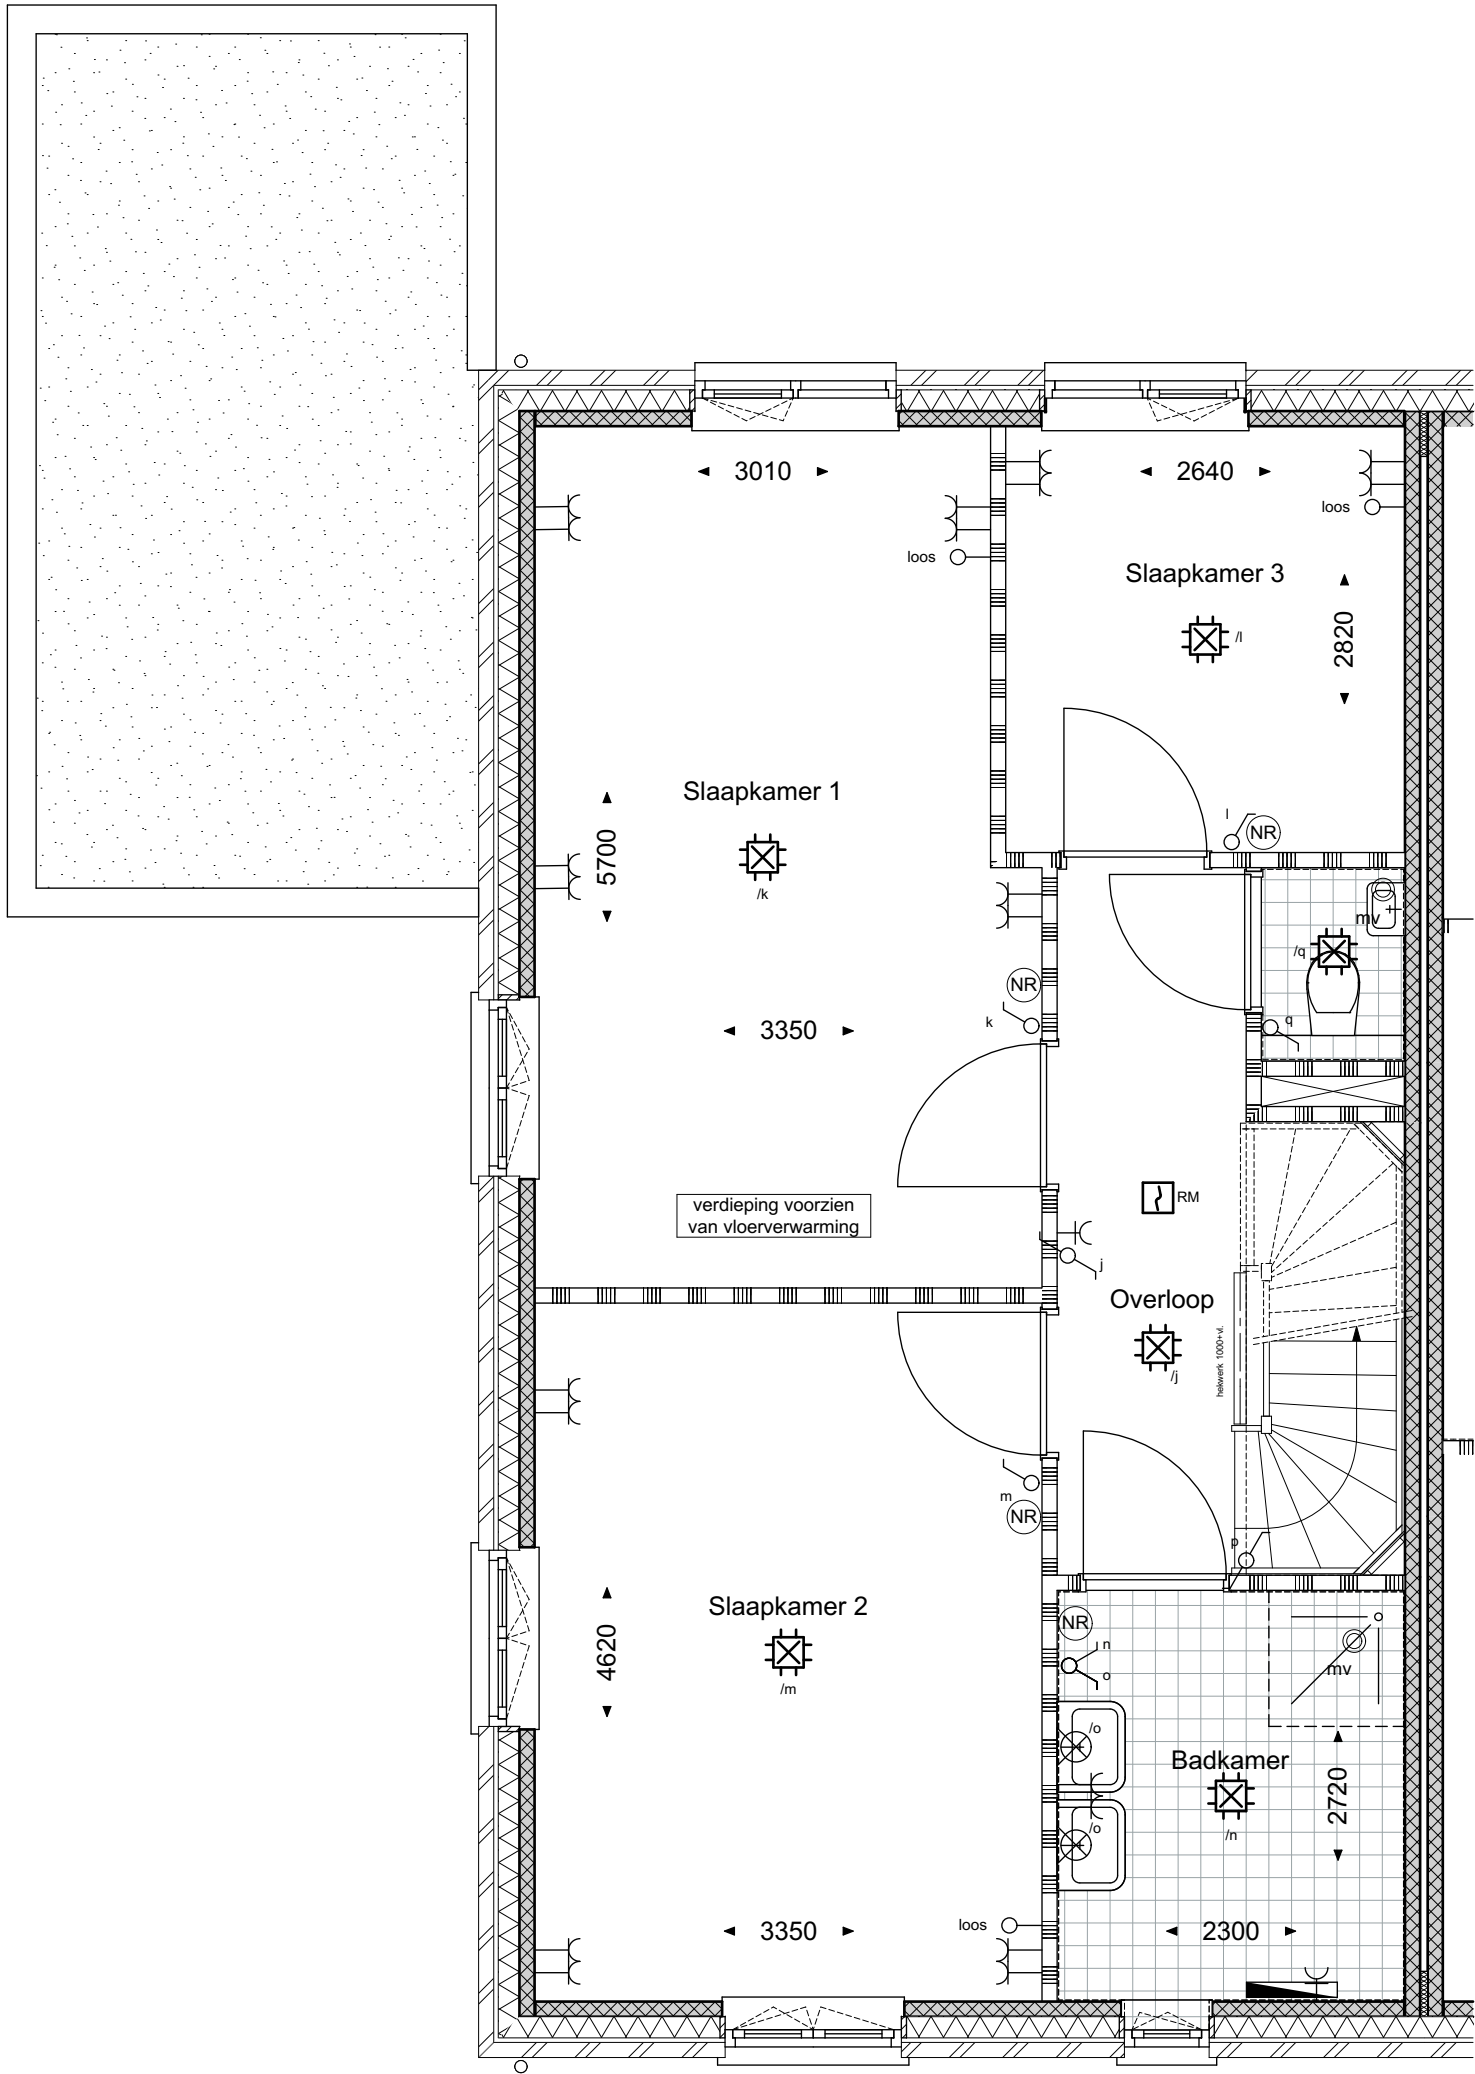 3010
2640
loos
loos
Slaapkamer 3
/l
2820
Slaapkamer 1
/k
5700
l
NR
mv
/q
q
NR
k
3350
verdieping voorzien
van vloerverwarming
RM
j
Overloop
/j
hekwerk 1000+vl.
m
NR
p
Slaapkamer 2
/m
4620
NR
n
o
mv
/o
Badkamer
/n
2720
/o
loos
3350
2300